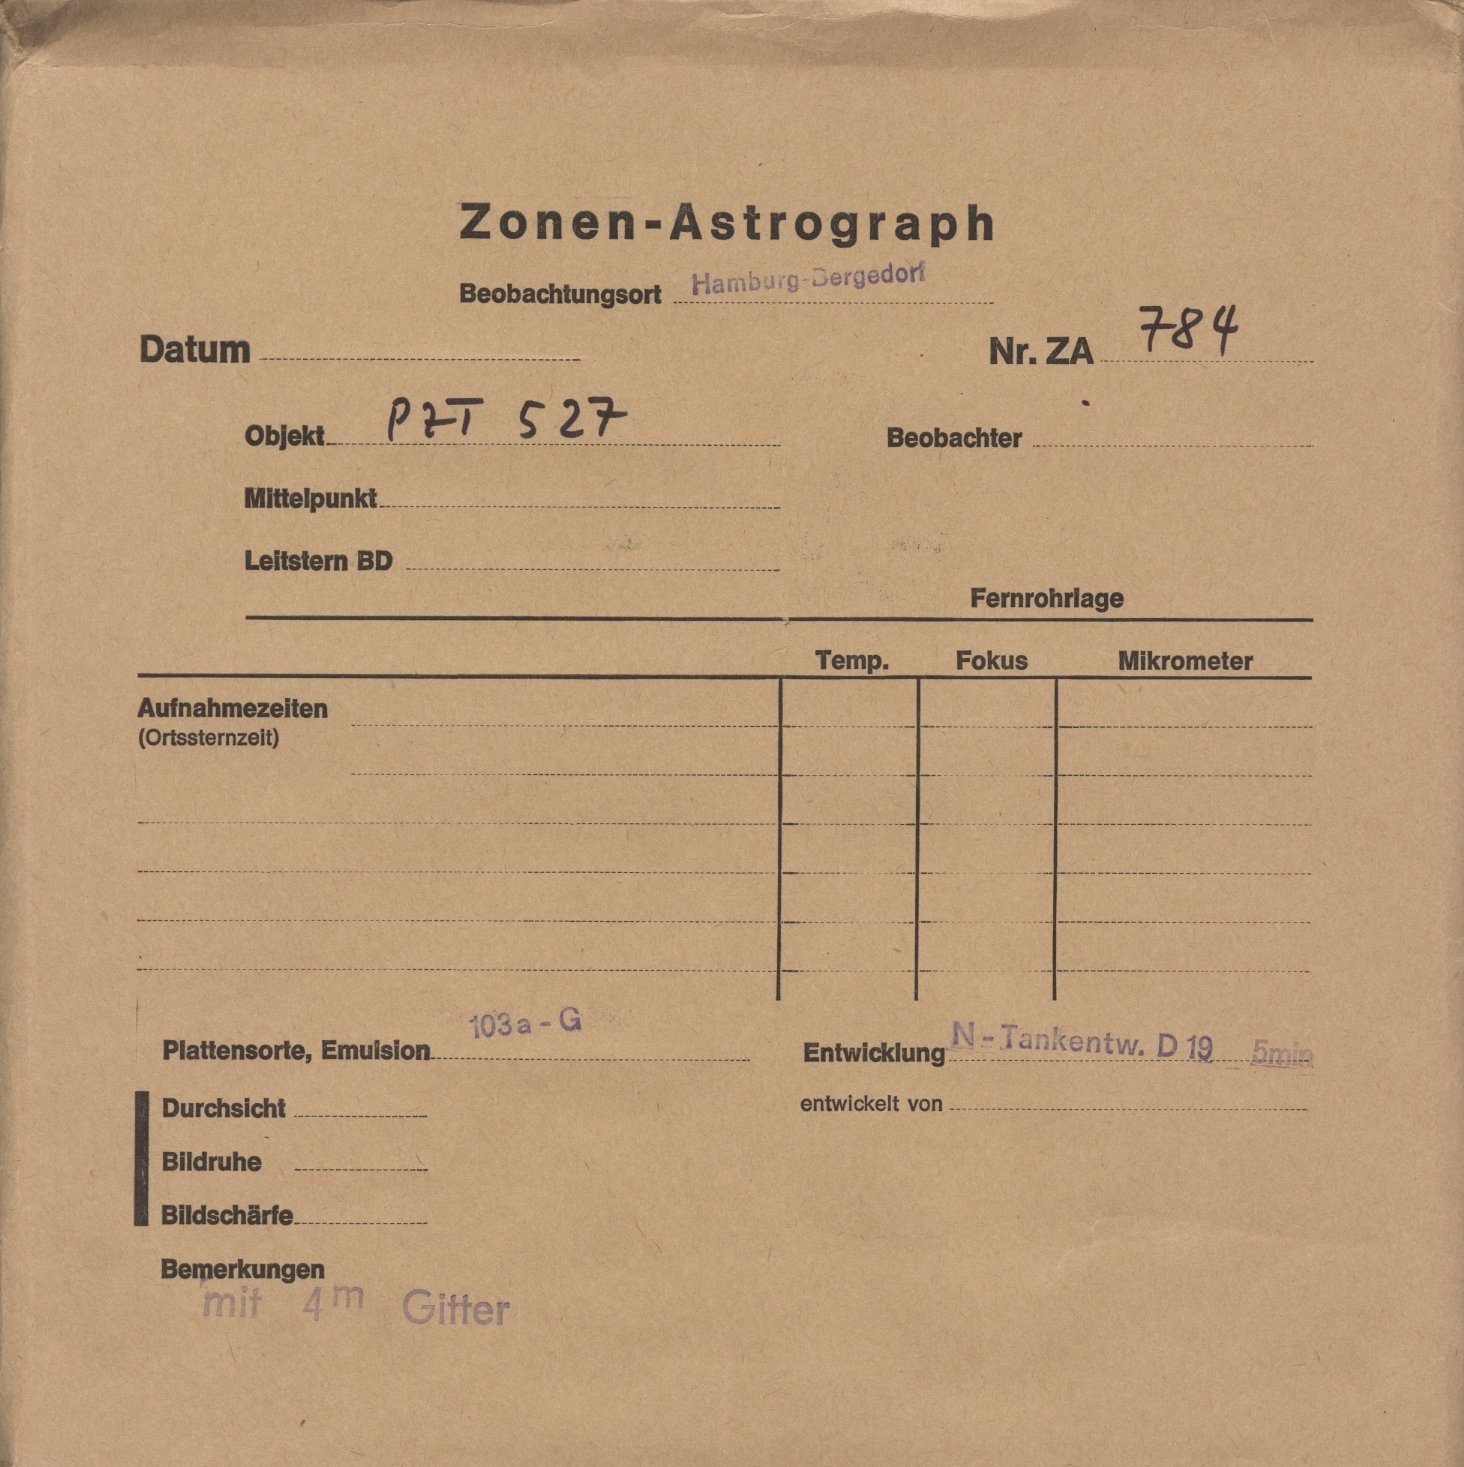 Zonen-Astrograph
Beobachtungsort Hamburg-Bergedorf
Datum Nr. ZA 784
Objekt PZT 527 Beobachter
Mittelpunkt
Leitstern BD
Fernrohrlage
Temp. Fokus Mikrometer
Aufnahmezeiten
(Ortssternzeit)
Plattensorte, Emulsion 103a-G Entwicklung N-Tankentw. D 19 5min
Durchsicht entwickelt von
Bildruhe
Bildschärfe
Bemerkungen
mit 4m Gitter